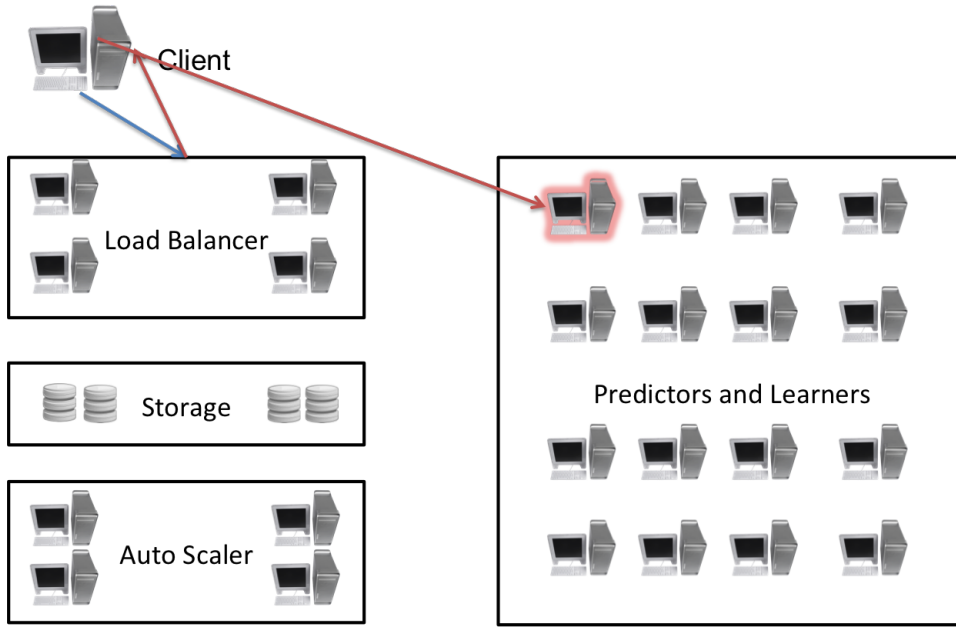 Client
Load Balancer
Storage
Predictors and Learners
Auto Scaler